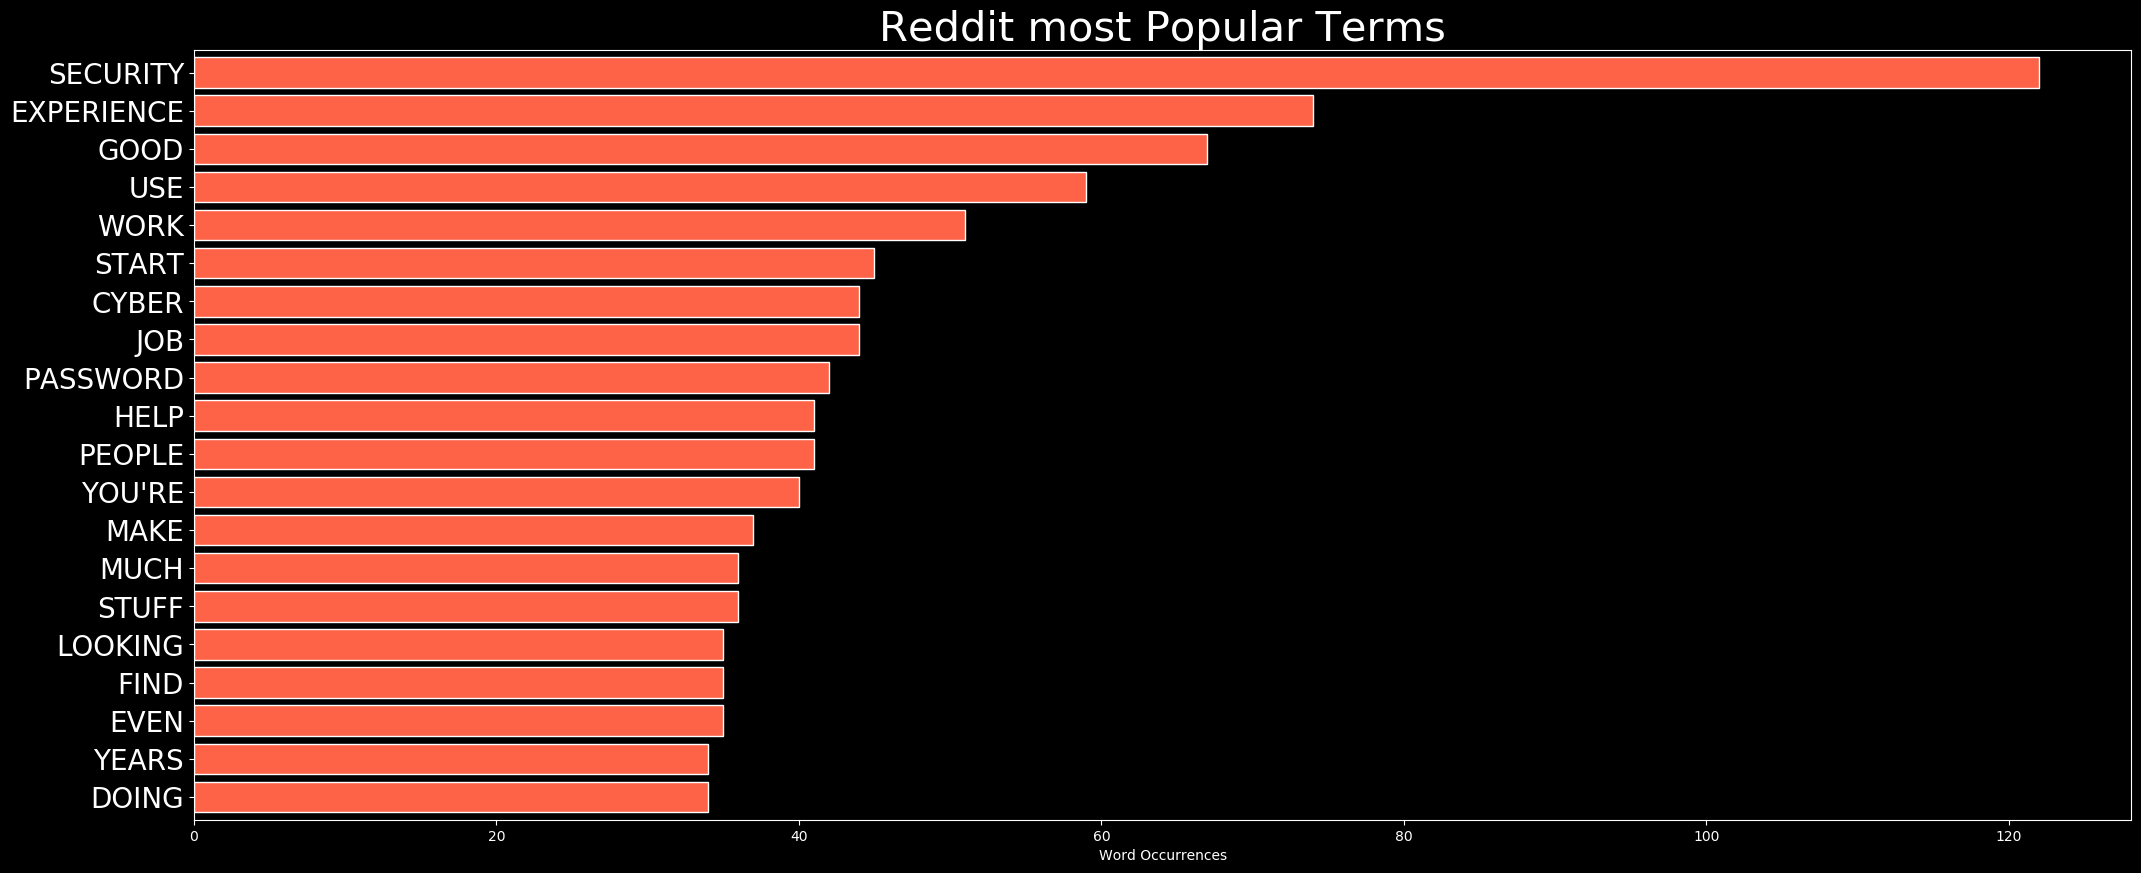 Reddit most Popular Terms
SECURITY
EXPERIENCE
GOOD
USE
WORK
START
CYBER
JOB
PASSWORD
HELP
PEOPLE
YOU'RE
MAKE
MUCH
STUFF
LOOKING
FIND
EVEN
YEARS
DOING
0 20 40 60 80 100 120
Word Occurrences